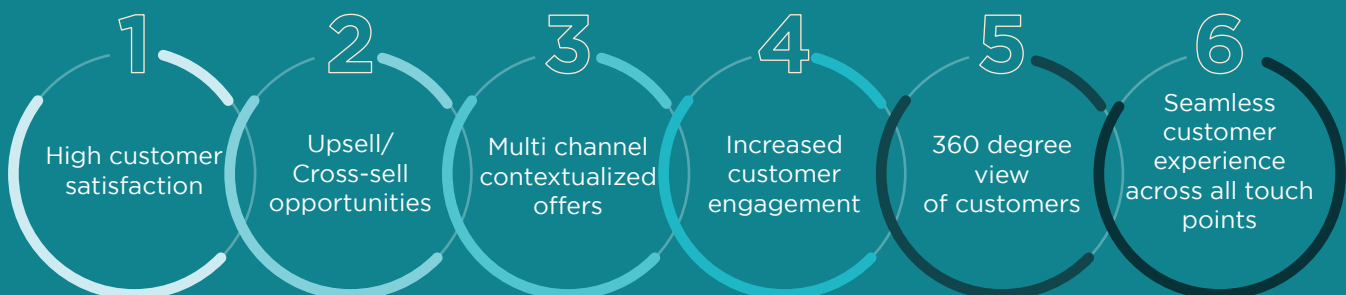 1
High customer
satisfaction
2
Upsell/
Cross-sell
opportunities
3
Multi channel
contextualized
offers
4
Increased
customer
engagement
5
360 degree
view
of customers
6
Seamless
customer
experience
across all touch
points